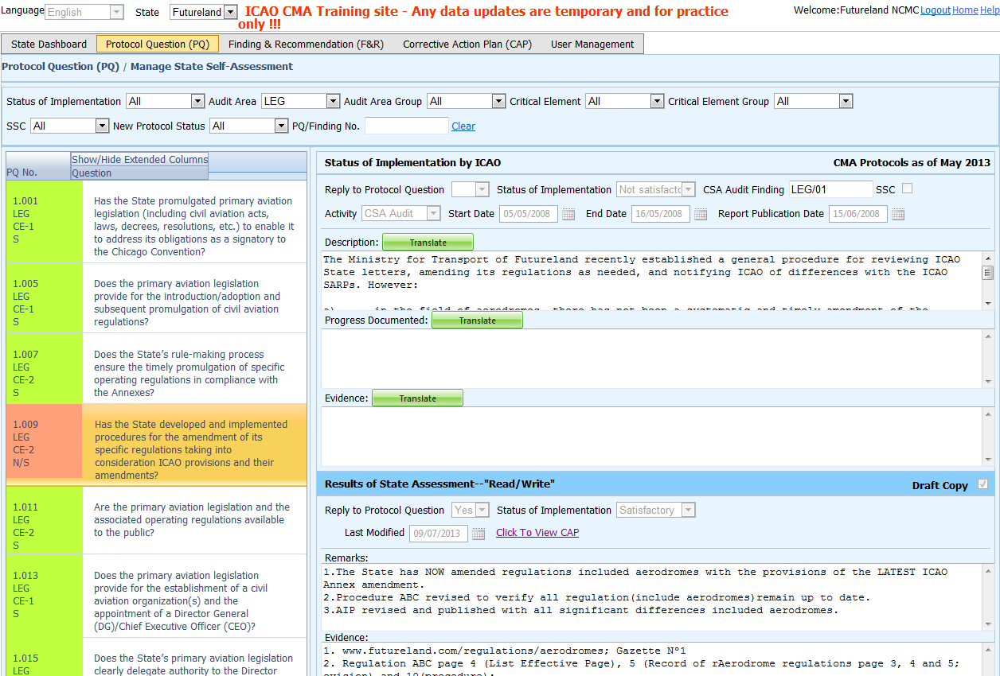 Language English State Futureland ICAO CMA Training site - Any data updates are temporary and for practice only !!! Welcome:Futureland NCMC Logout Home Help
State Dashboard Protocol Question (PQ) Finding & Recommendation (F&R) Corrective Action Plan (CAP) User Management
Protocol Question (PQ) / Manage State Self-Assessment
Status of Implementation All Audit Area LEG Audit Area Group All Critical Element All Critical Element Group All
SSC All New Protocol Status All PQ/Finding No. Clear
Show/Hide Extended Columns
PQ No. Question
1.001
LEG
CE-1
S
Has the State promulgated primary aviation
legislation (including civil aviation acts,
laws, decrees, resolutions, etc.) to enable it
to address its obligations as a signatory to
the Chicago Convention?
1.005
LEG
CE-1
S
Does the primary aviation legislation
provide for the introduction/adoption and
subsequent promulgation of civil aviation
regulations?
1.007
LEG
CE-2
S
Does the State's rule-making process
ensure the timely promulgation of specific
operating regulations in compliance with
the Annexes?
1.009
LEG
CE-2
N/S
Has the State developed and implemented
procedures for the amendment of its
specific regulations taking into
consideration ICAO provisions and their
amendments?
1.011
LEG
CE-2
S
Are the primary aviation legislation and the
associated operating regulations available
to the public?
1.013
LEG
CE-1
S
Does the primary aviation legislation
provide for the establishment of a civil
aviation organization(s) and the
appointment of a Director General
(DG)/Chief Executive Officer (CEO)?
1.015
LEG
Does the State's primary aviation legislation
clearly delegate authority to the Director
Status of Implementation by ICAO CMA Protocols as of May 2013
Reply to Protocol Question Status of Implementation Not satisfactc CSA Audit Finding LEG/01 SSC
Activity CSA Audit Start Date 05/05/2008 End Date 16/05/2008 Report Publication Date 15/06/2008
Description: Translate
The Ministry for Transport of Futureland recently established a general procedure for reviewing ICAO
State letters, amending its regulations as needed, and notifying ICAO of differences with the ICAO
SARPs. However:
a) in the field of aerodromes, there has not been a systematic and timely amendment of the
Progress Documented: Translate
Evidence: Translate
Results of State Assessment--"Read/Write" Draft Copy
Reply to Protocol Question Yes Status of Implementation Satisfactory
Last Modified 09/07/2013 Click To View CAP
Remarks:
1.The State has NOW amended regulations included aerodromes with the provisions of the LATEST ICAO
Annex amendment.
2.Procedure ABC revised to verify all regulation(include aerodromes)remain up to date.
3.AIP revised and published with all significant differences included aerodromes.
Evidence:
1. www.futureland.com/regulations/aerodromes; Gazette N°1
2. Regulation ABC page 4 (List Effective Page), 5 (Record of rAerodrome regulations page 3, 4 and 5;
evision) and 10(procedure);